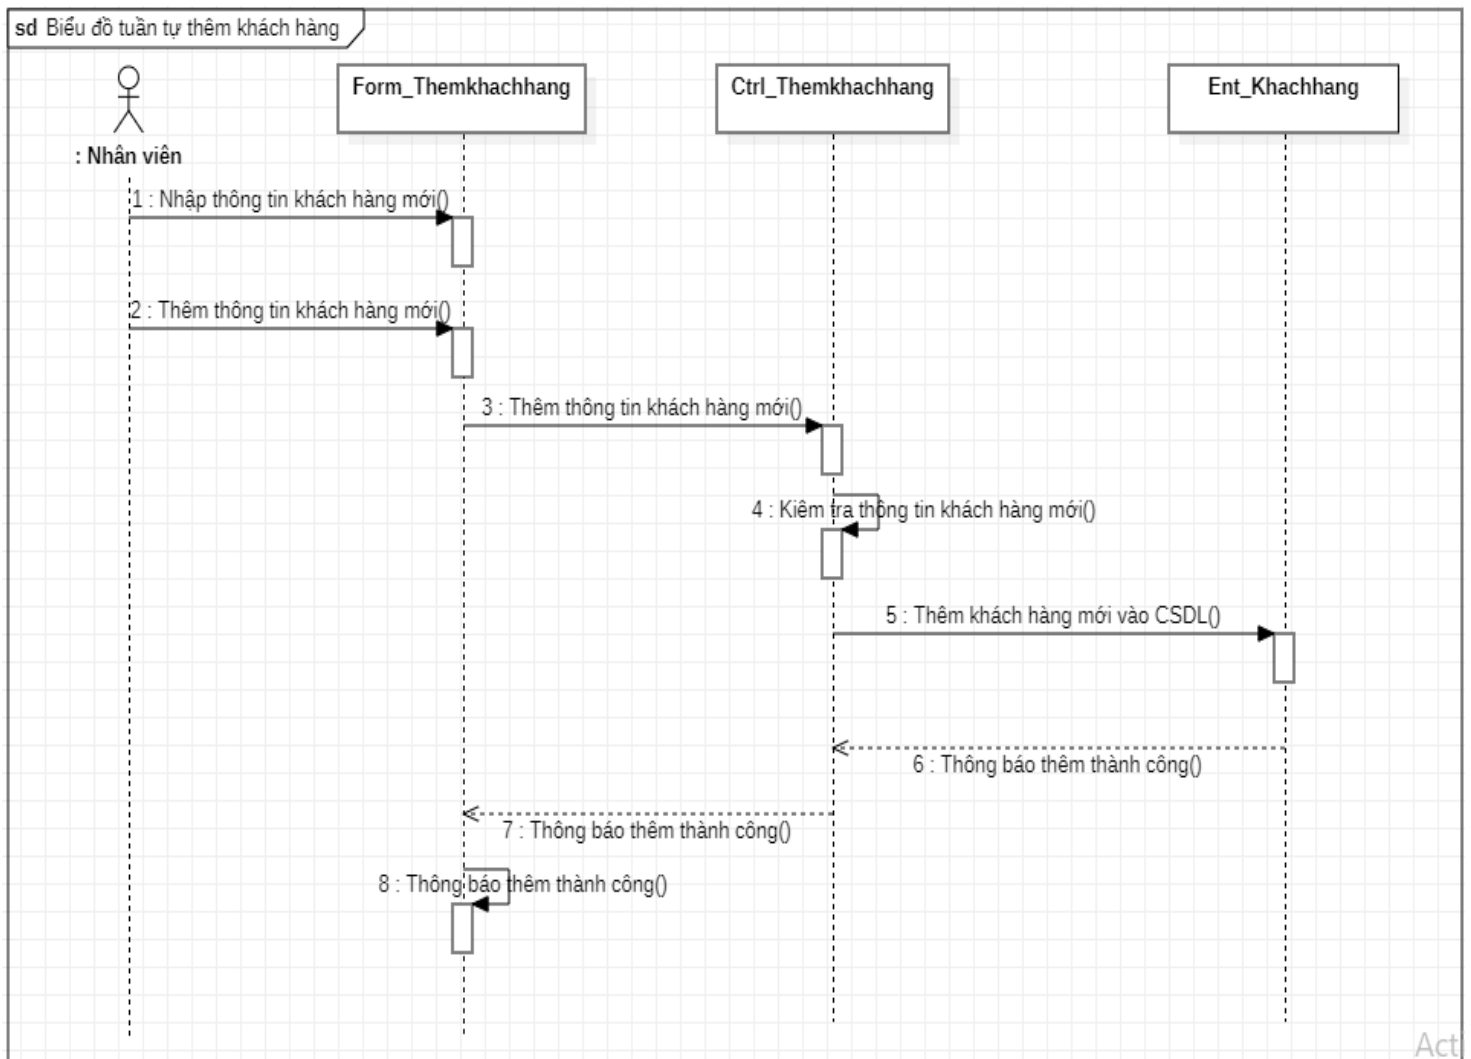 sd Biểu đồ tuần tự thêm khách hàng
Form_Themkhachhang
Ctrl_Themkhachhang
Ent_Khachhang
: Nhân viên
1 : Nhập thông tin khách hàng mới()
2 : Thêm thông tin khách hàng mới()
3 : Thêm thông tin khách hàng mới()
4 : Kiêm tra thông tin khách hàng mới()
5 : Thêm khách hàng mới vào CSDL()
6 : Thông báo thêm thành công()
7 : Thông báo thêm thành công()
8 : Thông báo thêm thành công()
Act